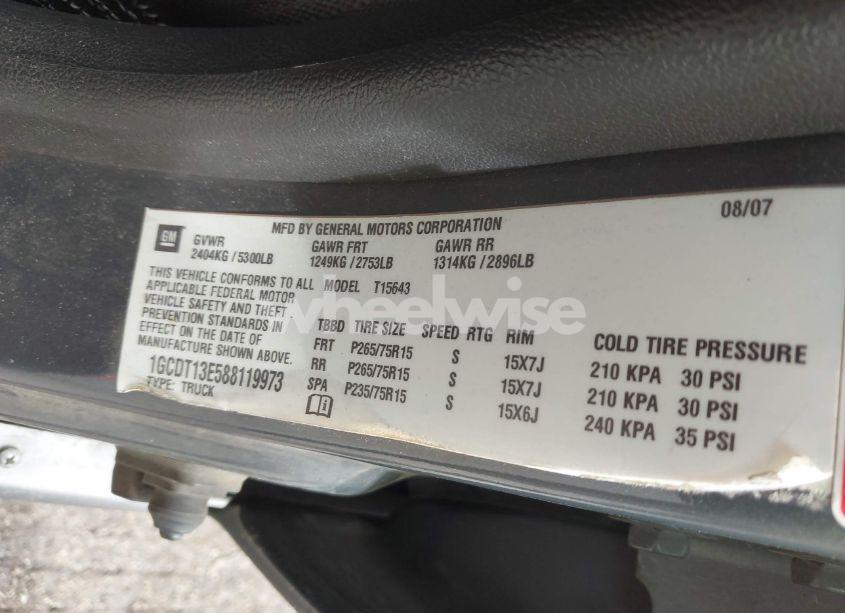 MFD BY GENERAL MOTORS CORPORATION 08/07
GM
GVWR GAWR FRT GAWR RR
2404KG / 5300LB 1249KG / 2753LB 1314KG / 2896LB
THIS VEHICLE CONFORMS TO ALL
APPLICABLE FEDERAL MOTOR
VEHICLE SAFETY AND THEFT
PREVENTION STANDARDS IN
EFFECT ON THE DATE OF
MANUFACTURE SHOWN ABOVE.
1GCDT13E588119973
TYPE: TRUCK
MODEL T15643
TBBD TIRE SIZE SPEED RTG RIM COLD TIRE PRESSURE
FRT P265/75R15 S 15X7J 210 KPA 30 PSI
RR P265/75R15 S 15X7J 210 KPA 30 PSI
SPA P235/75R15 S 15X6J 240 KPA 35 PSI
wheelwise